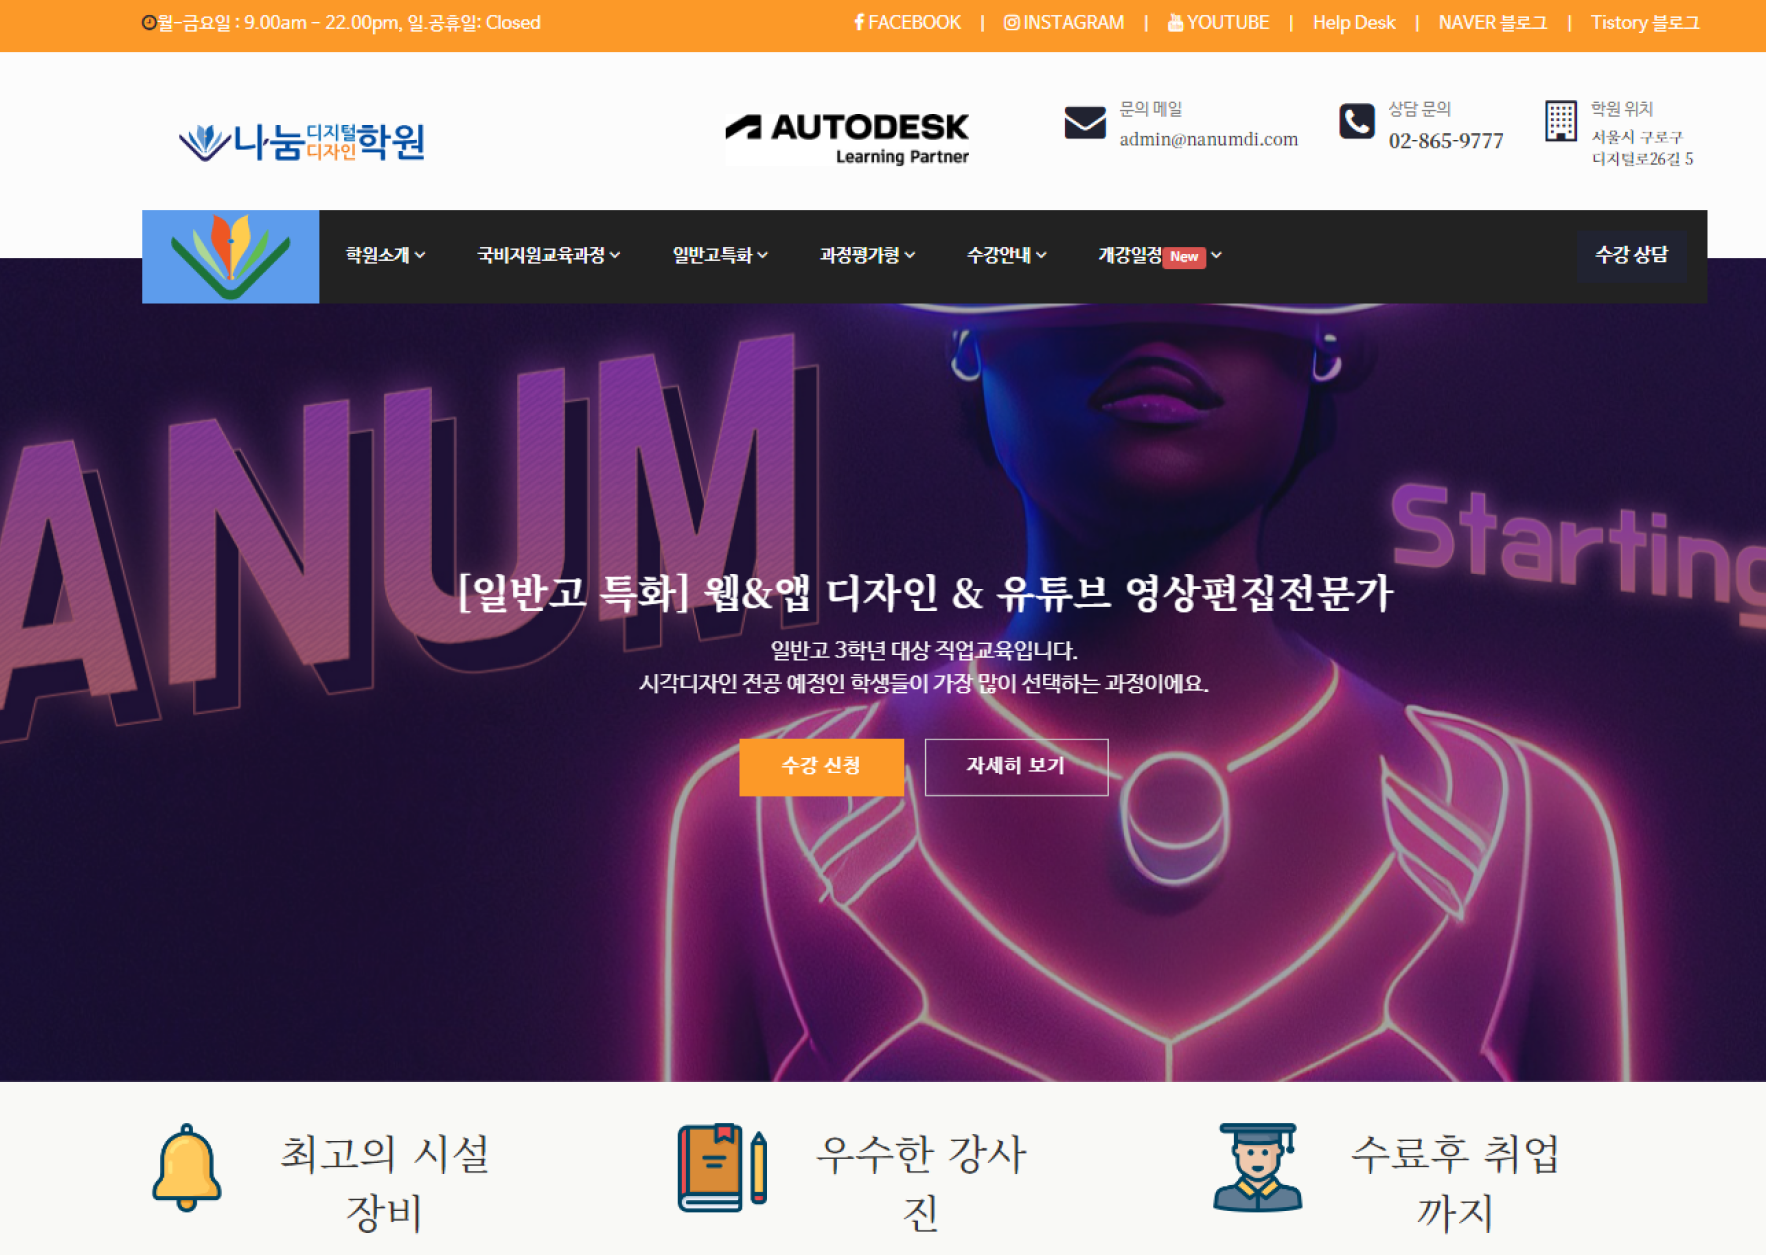 월-금요일 : 9.00am - 22.00pm, 일.공휴일: Closed
FACEBOOK | INSTAGRAM | YOUTUBE | Help Desk | NAVER 블로그 | Tistory 블로그
나눔 디지털 디자인 학원
AUTODESK
Learning Partner
문의 메일
admin@nanumdi.com
상담 문의
02-865-9777
학원 위치
서울시 구로구
디지털로26길 5
학원소개 국비지원교육과정 일반고특화 과정평가형 수강안내 개강일정 New 수강 상담
ANUM
Starting
[일반고 특화] 웹&앱 디자인 & 유튜브 영상편집전문가
일반고 3학년 대상 직업교육입니다.
시각디자인 전공 예정인 학생들이 가장 많이 선택하는 과정이에요.
수강 신청 자세히 보기
최고의 시설
장비
우수한 강사
진
수료후 취업
까지